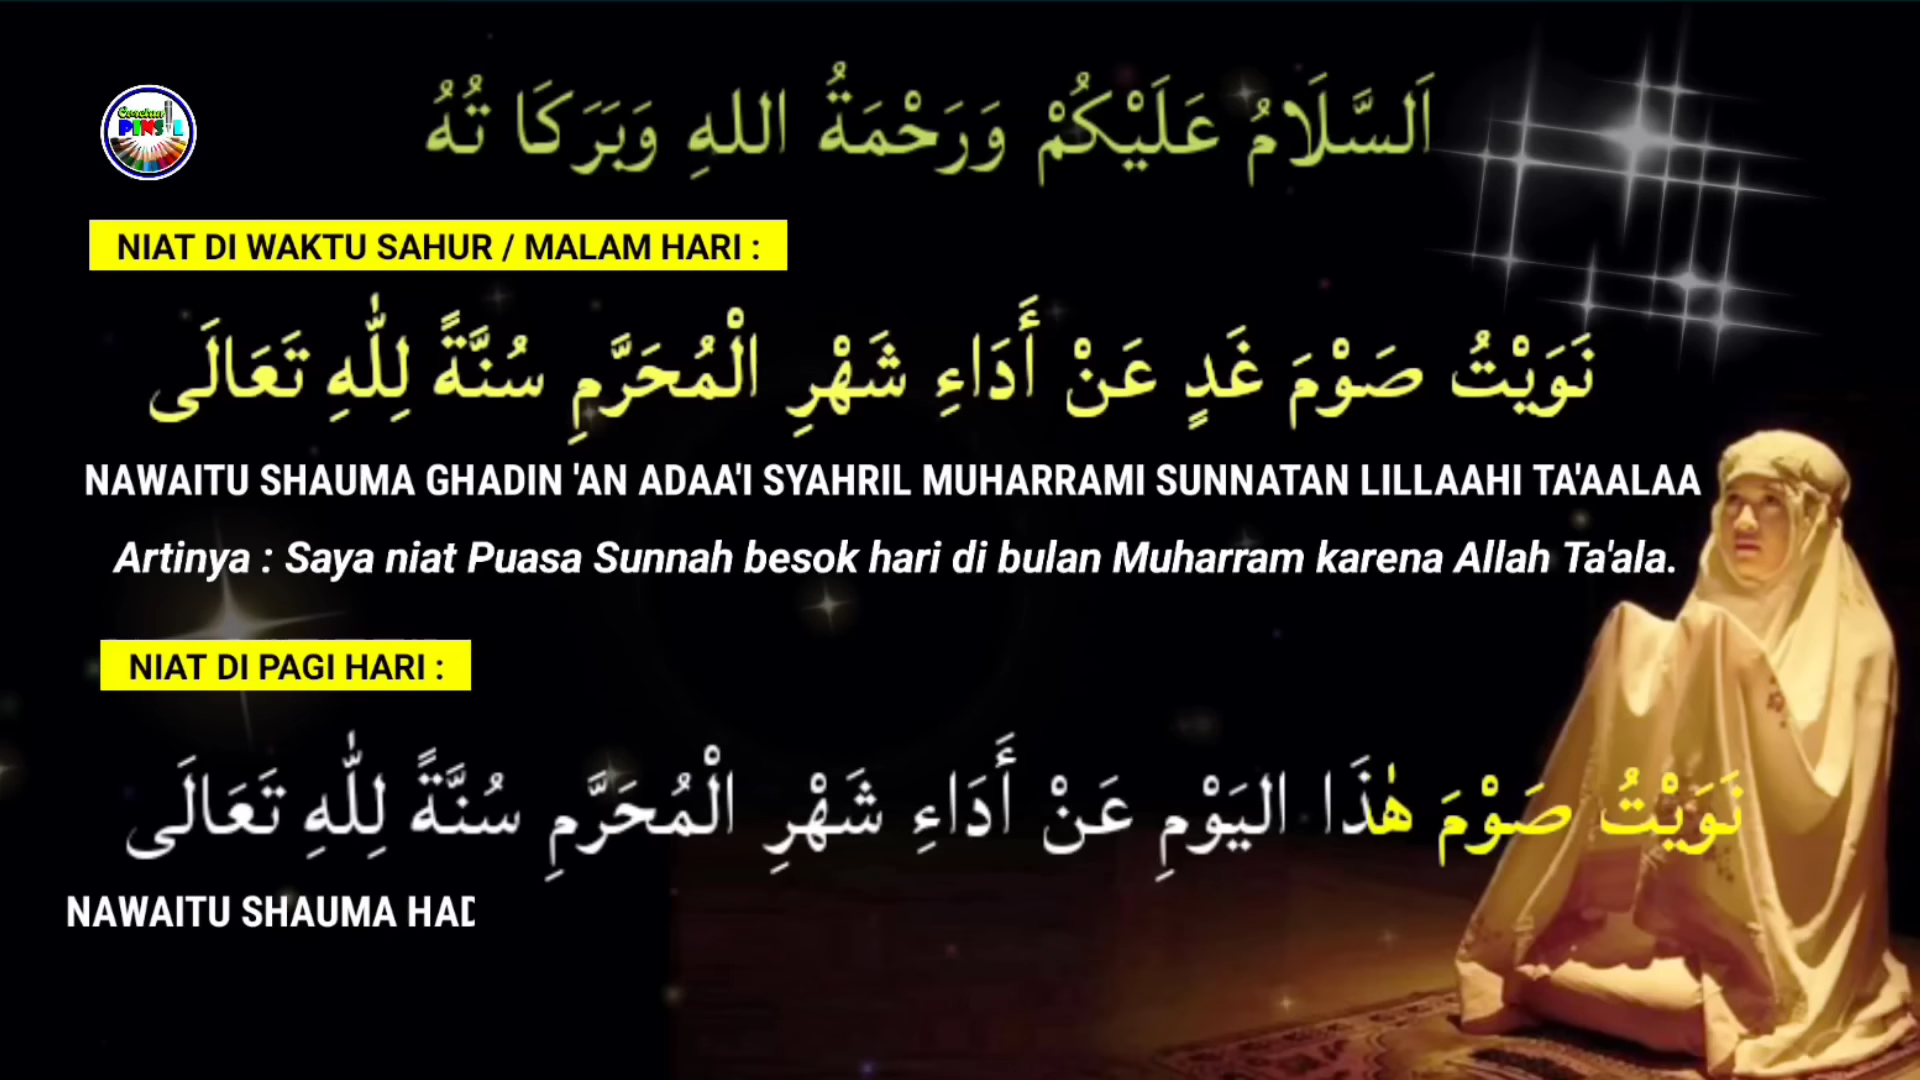 اَلسَّلَامُ عَلَيْكُمْ وَرَحْمَةُ اللهِ وَبَرَكَا تُهُ
PINSIL
NIAT DI WAKTU SAHUR / MALAM HARI :
نَوَيْتُ صَوْمَ غَدٍ عَنْ أَدَاءِ شَهْرِ الْمُحَرَّمِ سُنَّةً لِلّٰهِ تَعَالَى
NAWAITU SHAUMA GHADIN 'AN ADAA'I SYAHRIL MUHARRAMI SUNNATAN LILLAAHI TA'AALAA
Artinya : Saya niat Puasa Sunnah besok hari di bulan Muharram karena Allah Ta'ala.
NIAT DI PAGI HARI :
نَوَيْتُ صَوْمَ هٰذَا اليَوْمِ عَنْ أَدَاءِ شَهْرِ الْمُحَرَّمِ سُنَّةً لِلّٰهِ تَعَالَى
NAWAITU SHAUMA HAD